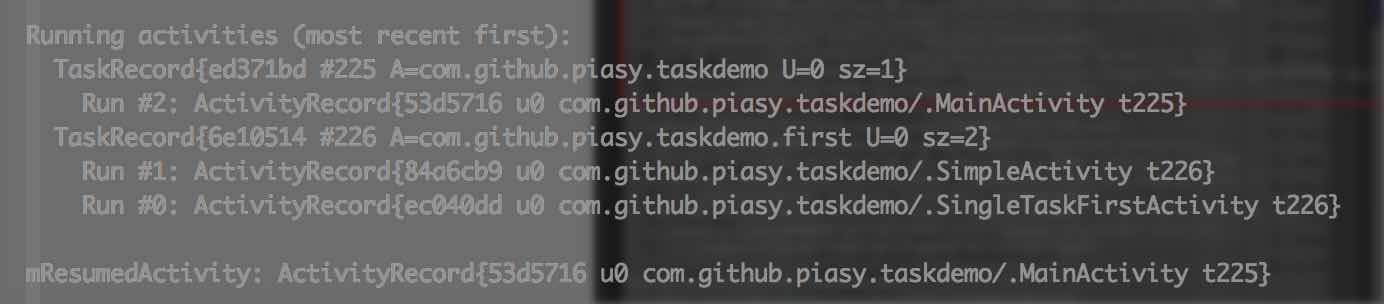 Running activities (most recent first):
TaskRecord{ed371bd #225 A=com.github.piasy.taskdemo U=0 sz=1}
Run #2: ActivityRecord{53d5716 u0 com.github.piasy.taskdemo/.MainActivity t225}
TaskRecord{6e10514 #226 A=com.github.piasy.taskdemo.first U=0 sz=2}
Run #1: ActivityRecord{84a6cb9 u0 com.github.piasy.taskdemo/.SimpleActivity t226}
Run #0: ActivityRecord{ec040dd u0 com.github.piasy.taskdemo/.SingleTaskFirstActivity t226}
mResumedActivity: ActivityRecord{53d5716 u0 com.github.piasy.taskdemo/.MainActivity t225}